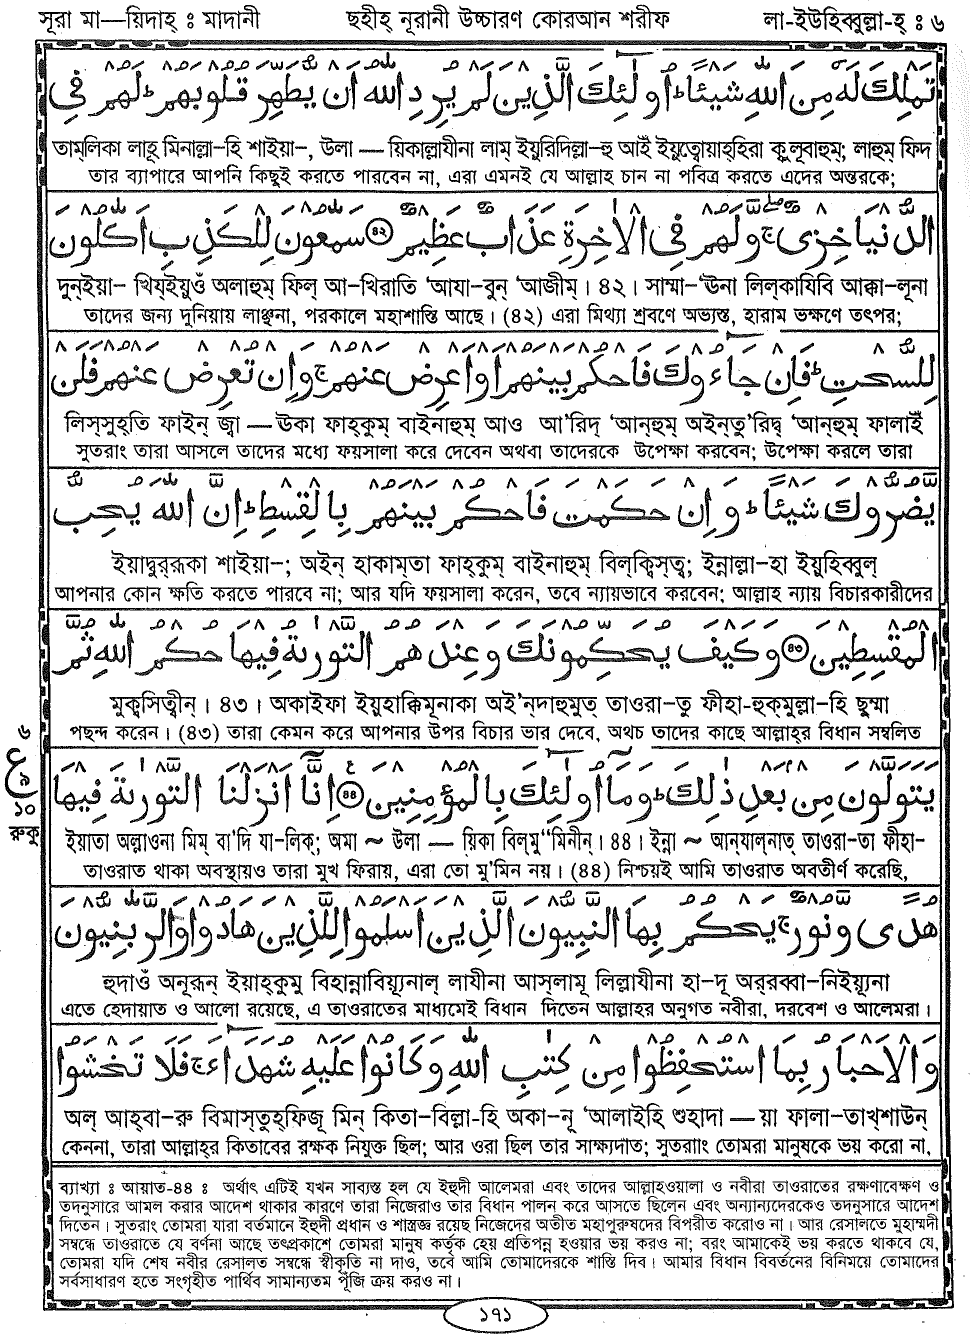 সূরা মা—য়িদাহ্ ঃ মাদানী ছহীহ্ নূরানী উচ্চারণ কোরআন শরীফ লা-ইউহিব্বুল্লা-হ্ ঃ ৬
تَمْلِكَ لَهٗ مِنَ اللّٰهِ شَيْئًا ؕ اُولٰٓئِكَ الَّذِيْنَ لَمْ يُرِدِ اللّٰهُ اَنْ يُّطَهِّرَ قُلُوْبَهُمْ ؕ لَهُمْ فِى
তাম্‌লিকা লাহূ মিনাল্লা-হি শাইয়া-, উলা — য়িকাল্লাযীনা লাম্ ইয়ুরিদিল্লা-হু আইঁ ইয়ুত্বোয়াহ্‌হিরা কুলূবাহুম্; লাহুম্ ফিদ
তার ব্যাপারে আপনি কিছুই করতে পারবেন না, এরা এমনই যে আল্লাহ চান না পবিত্র করতে এদের অন্তরকে;
الدُّنْيَا خِزْىٌ ۚ وَّلَهُمْ فِى الْاٰخِرَةِ عَذَابٌ عَظِيْمٌ ﴿٤٢﴾ سَمّٰعُوْنَ لِلْكَذِبِ اَكّٰلُوْنَ
দুন্‌ইয়া- খিয্‌ইয়ুওঁ অলাহুম্ ফিল্ আ-খিরাতি ‘আযা-বুন্ ‘আজীম্। ৪২। সাম্মা-‘ঊনা লিল্‌কাযিবি আক্কা-লূনা
তাদের জন্য দুনিয়ায় লাঞ্ছনা, পরকালে মহাশাস্তি আছে। (৪২) এরা মিথ্যা শ্রবণে অভ্যস্ত, হারাম ভক্ষণে তৎপর;
لِلسُّحْتِ ؕ فَاِنْ جَآءُوْكَ فَاحْكُمْ بَيْنَهُمْ اَوْ اَعْرِضْ عَنْهُمْ ۚ وَاِنْ تُعْرِضْ عَنْهُمْ فَلَنْ
লিস্‌সুহ্‌তি ফাইন্ জ্বা — ঊকা ফাহ্‌কুম্ বাইনাহুম্ আও আ'রিদ্ ‘আন্‌হুম্ অইন্‌তু'রিদ্ব ‘আন্‌হুম্ ফালাইঁ
সুতরাং তারা আসলে তাদের মধ্যে ফয়সালা করে দেবেন অথবা তাদেরকে উপেক্ষা করবেন; উপেক্ষা করলে তারা
يَّضُرُّوْكَ شَيْئًا ؕ وَاِنْ حَكَمْتَ فَاحْكُمْ بَيْنَهُمْ بِالْقِسْطِ ؕ اِنَّ اللّٰهَ يُحِبُّ
ইয়াদ্বুর্‌রূকা শাইয়া-; অইন্ হাকাম্‌তা ফাহ্‌কুম্ বাইনাহুম্ বিল্‌ক্বিস্‌ত্ব; ইন্নাল্লা-হা ইয়ুহিব্বুল্
আপনার কোন ক্ষতি করতে পারবে না; আর যদি ফয়সালা করেন, তবে ন্যায়ভাবে করবেন; আল্লাহ ন্যায় বিচারকারীদের
الْمُقْسِطِيْنَ ﴿٤٣﴾ وَكَيْفَ يُحَكِّمُوْنَكَ وَعِنْدَهُمُ التَّوْرٰىةُ فِيْهَا حُكْمُ اللّٰهِ ثُمَّ
মুক্বসিত্বীন্। ৪৩। অকাইফা ইয়ুহাক্কিমূনাকা অই'ন্‌দাহুমুত্ তাওরা-তু ফীহা-হুক্‌মুল্লা-হি ছুম্মা
পছন্দ করেন। (৪৩) তারা কেমন করে আপনার উপর বিচার ভার দেবে, অথচ তাদের কাছে আল্লাহ্‌র বিধান সম্বলিত
৬
ع
৯
১০
রুকু
يَتَوَلَّوْنَ مِنْۢ بَعْدِ ذٰلِكَ ؕ وَمَآ اُولٰٓئِكَ بِالْمُؤْمِنِيْنَ ﴿٤٤﴾ اِنَّآ اَنْزَلْنَا التَّوْرٰىةَ فِيْهَا
ইয়াতা অল্লাওনা মিম্ বা'দি যা-লিক্; অমা ~ উলা — য়িকা বিল্‌মু"মিনীন্। ৪৪। ইন্না ~ আন্‌যাল্‌নাত্ তাওরা-তা ফীহা-
তাওরাত থাকা অবস্থায়ও তারা মুখ ফিরায়, এরা তো মু'মিন নয়। (৪৪) নিশ্চয়ই আমি তাওরাত অবতীর্ণ করেছি,
هُدًى وَّنُوْرٌ ۚ يَحْكُمُ بِهَا النَّبِيُّوْنَ الَّذِيْنَ اَسْلَمُوْا لِلَّذِيْنَ هَادُوْا وَالرَّبّٰنِيُّوْنَ
হুদাওঁ অনূরূন্ ইয়াহ্‌কুমু বিহান্নাবিয়্যূনাল্ লাযীনা আস্‌লামূ লিল্লাযীনা হা-দূ অর্‌রব্বা-নিইয়্যূনা
এতে হেদায়াত ও আলো রয়েছে, এ তাওরাতের মাধ্যমেই বিধান দিতেন আল্লাহর অনুগত নবীরা, দরবেশ ও আলেমরা।
وَالْاَحْبَارُ بِمَا اسْتُحْفِظُوْا مِنْ كِتٰبِ اللّٰهِ وَكَانُوْا عَلَيْهِ شُهَدَآءَ ۚ فَلَا تَخْشَوُا
অল্ আহ্‌বা-রু বিমাস্‌তুহ্‌ফিজূ মিন্ কিতা-বিল্লা-হি অকা-নূ ‘আলাইহি শুহাদা — য়া ফালা-তাখ্‌শাউন্
কেননা, তারা আল্লাহ্‌র কিতাবের রক্ষক নিযুক্ত ছিল; আর ওরা ছিল তার সাক্ষ্যদাত; সুতরাাং তোমরা মানুষকে ভয় করো না,
ব্যাখ্যা ঃ আয়াত-৪৪ ঃ অর্থাৎ এটিই যখন সাব্যস্ত হল যে ইহুদী আলেমরা এবং তাদের আল্লাহওয়ালা ও নবীরা তাওরাতের রক্ষণাবেক্ষণ ও
তদনুসারে আমল করার আদেশ থাকার কারণে তারা নিজেরাও তার বিধান পালন করে আসতে ছিলেন এবং অন্যান্যদেরকেও তদনুসারে আদেশ
দিতেন। সুতরাং তোমরা যারা বর্তমানে ইহুদী প্রধান ও শাস্ত্রজ্ঞ রয়েছ নিজেদের অতীত মহাপুরুষদের বিপরীত করোও না। আর রেসালতে মুহাম্মদী
সম্বন্ধে তাওরাতে যে বর্ণনা আছে তৎপ্রকাশে তোমরা মানুষ কর্তৃক হেয় প্রতিপন্ন হওয়ার ভয় করও না; বরং আমাকেই ভয় করতে থাকবে যে,
তোমরা যদি শেষ নবীর রেসালত সম্বন্ধে স্বীকৃতি না দাও, তবে আমি তোমাদেরকে শাস্তি দিব। আমার বিধান বিবর্তনের বিনিময়ে তোমাদের
সর্বসাধারণ হতে সংগৃহীত পার্থিব সামান্যতম পুঁজি ক্রয় করও না।
১৭১